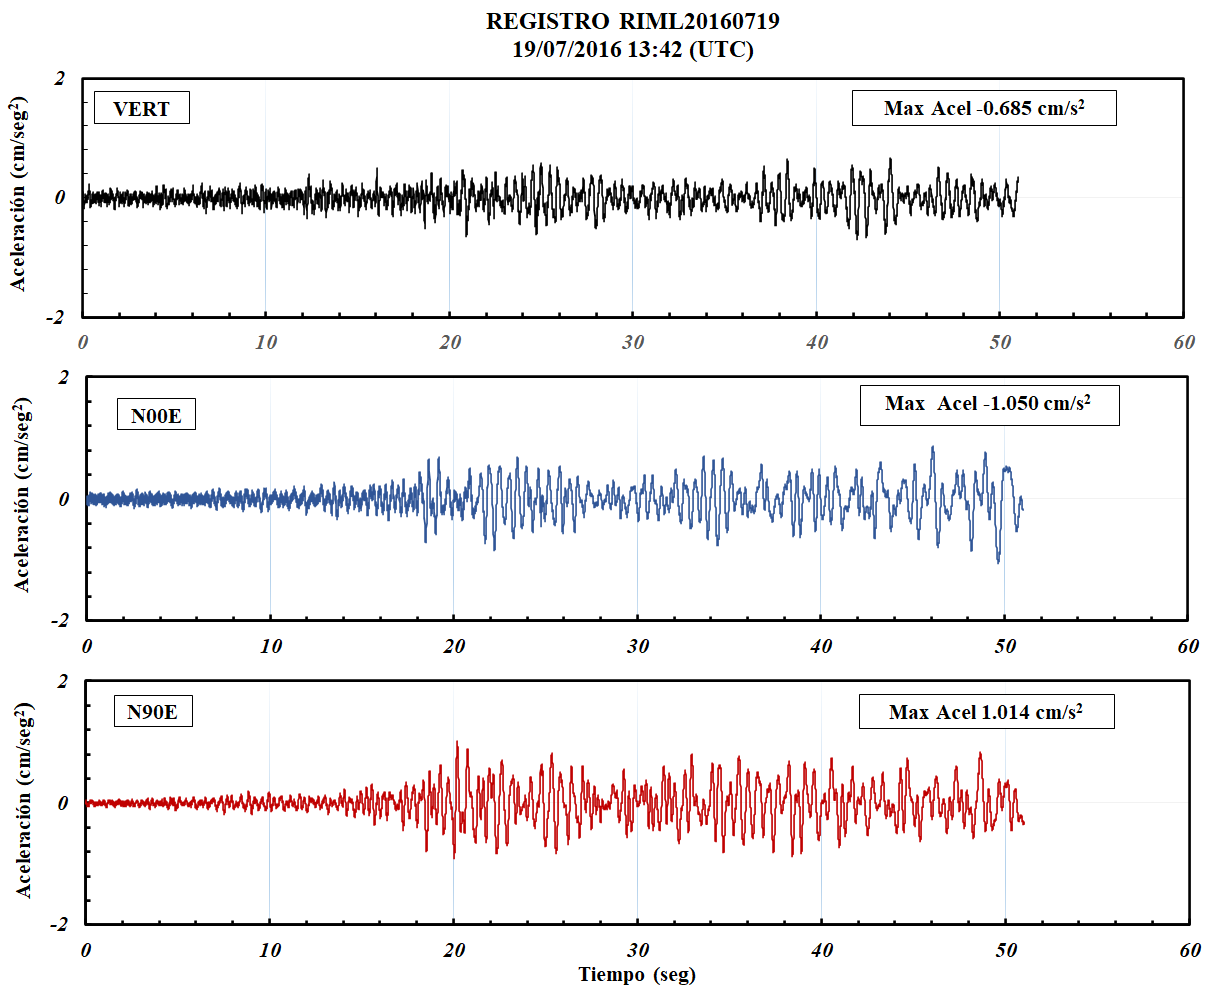 REGISTRO RIML20160719
19/07/2016 13:42 (UTC)
Aceleración (cm/seg²)
2
0
-2
VERT
Max Acel -0.685 cm/s²
0 10 20 30 40 50 60
Aceleración (cm/seg²)
2
0
-2
N00E
Max Acel -1.050 cm/s²
0 10 20 30 40 50 60
Aceleración (cm/seg²)
2
0
-2
N90E
Max Acel 1.014 cm/s²
0 10 20 30 40 50 60
Tiempo (seg)